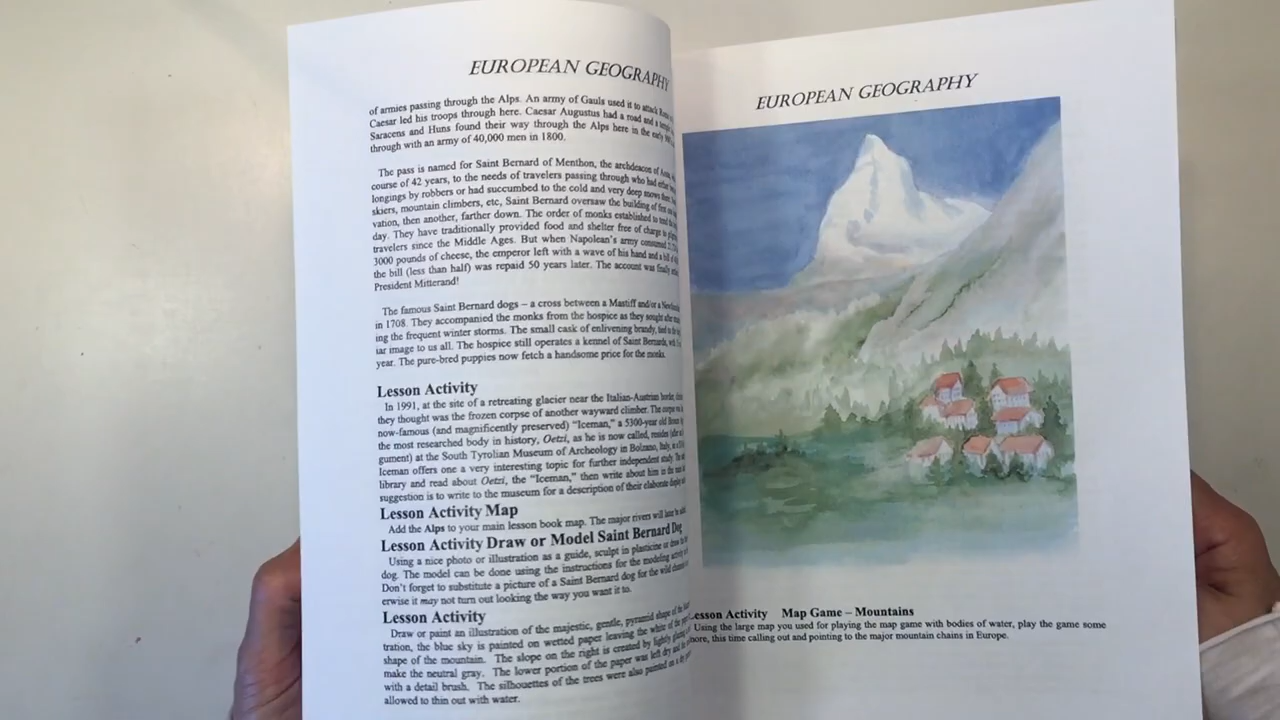 EUROPEAN GEOGRAPHY
of armies passing through the Alps. An army of Gauls used it to attack
Caesar led his troops through here. Caesar Augustus had a road and a
Saracens and Huns found their way through the Alps here in the early
through with an army of 40,000 men in 1800.
The pass is named for Saint Bernard of Menthon, the archdeacon of
course of 42 years, to the needs of travelers passing through who had either
longings by robbers or had succumbed to the cold and very deep snows
skiers, mountain climbers, etc, Saint Bernard oversaw the building of first
vation, then another, farther down. The order of monks established to
day. They have traditionally provided food and shelter free of charge to
travelers since the Middle Ages. But when Napolean's army consumed
3000 pounds of cheese, the emperor left with a wave of his hand and a bill
the bill (less than half) was repaid 50 years later. The account was finally
President Mitterand!
The famous Saint Bernard dogs – a cross between a Mastiff and/or a
in 1708. They accompanied the monks from the hospice as they sought after
ing the frequent winter storms. The small cask of enlivening brandy, tied to the
iar image to us all. The hospice still operates a kennel of Saint Bernards, with
year. The pure-bred puppies now fetch a handsome price for the monks.
Lesson Activity
In 1991, at the site of a retreating glacier near the Italian-Austrian border,
they thought was the frozen corpse of another wayward climber. The corpse
now-famous (and magnificently preserved) “Iceman,” a 5300-year old
the most researched body in history, Oetzi, as he is now called, resides
gument) at the South Tyrolian Museum of Archeology in Bolzano, Italy,
Iceman offers one a very interesting topic for further independent study.
library and read about Oetzi, the “Iceman,” then write about him in the
suggestion is to write to the museum for a description of their elaborate
Lesson Activity Map
Add the Alps to your main lesson book map. The major rivers will later be
Lesson Activity Draw or Model Saint Bernard Dog
Using a nice photo or illustration as a guide, sculpt in plasticine or draw
dog. The model can be done using the instructions for the modeling activity
Don't forget to substitute a picture of a Saint Bernard dog for the wild
erwise it may not turn out looking the way you want it to.
Lesson Activity
Draw or paint an illustration of the majestic, gentle, pyramid shape of the
tration, the blue sky is painted on wetted paper leaving the white of the
shape of the mountain. The slope on the right is created by lightly
make the neutral gray. The lower portion of the paper was left dry and
with a detail brush. The silhouettes of the trees were also painted on a dry
allowed to thin out with water.
EUROPEAN GEOGRAPHY
Lesson Activity Map Game – Mountains
Using the large map you used for playing the map game with bodies of water, play the game some
more, this time calling out and pointing to the major mountain chains in Europe.